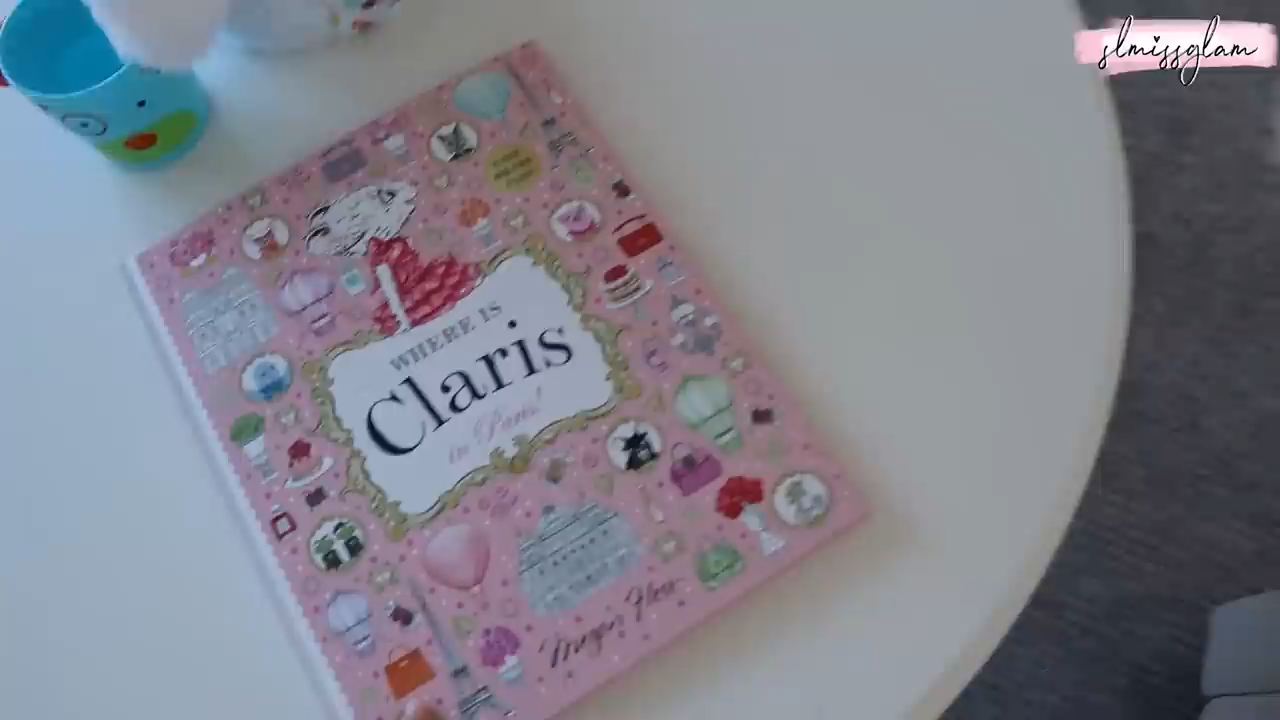 slmissglam
WHERE IS
Claris
in Paris!
Megan Hess